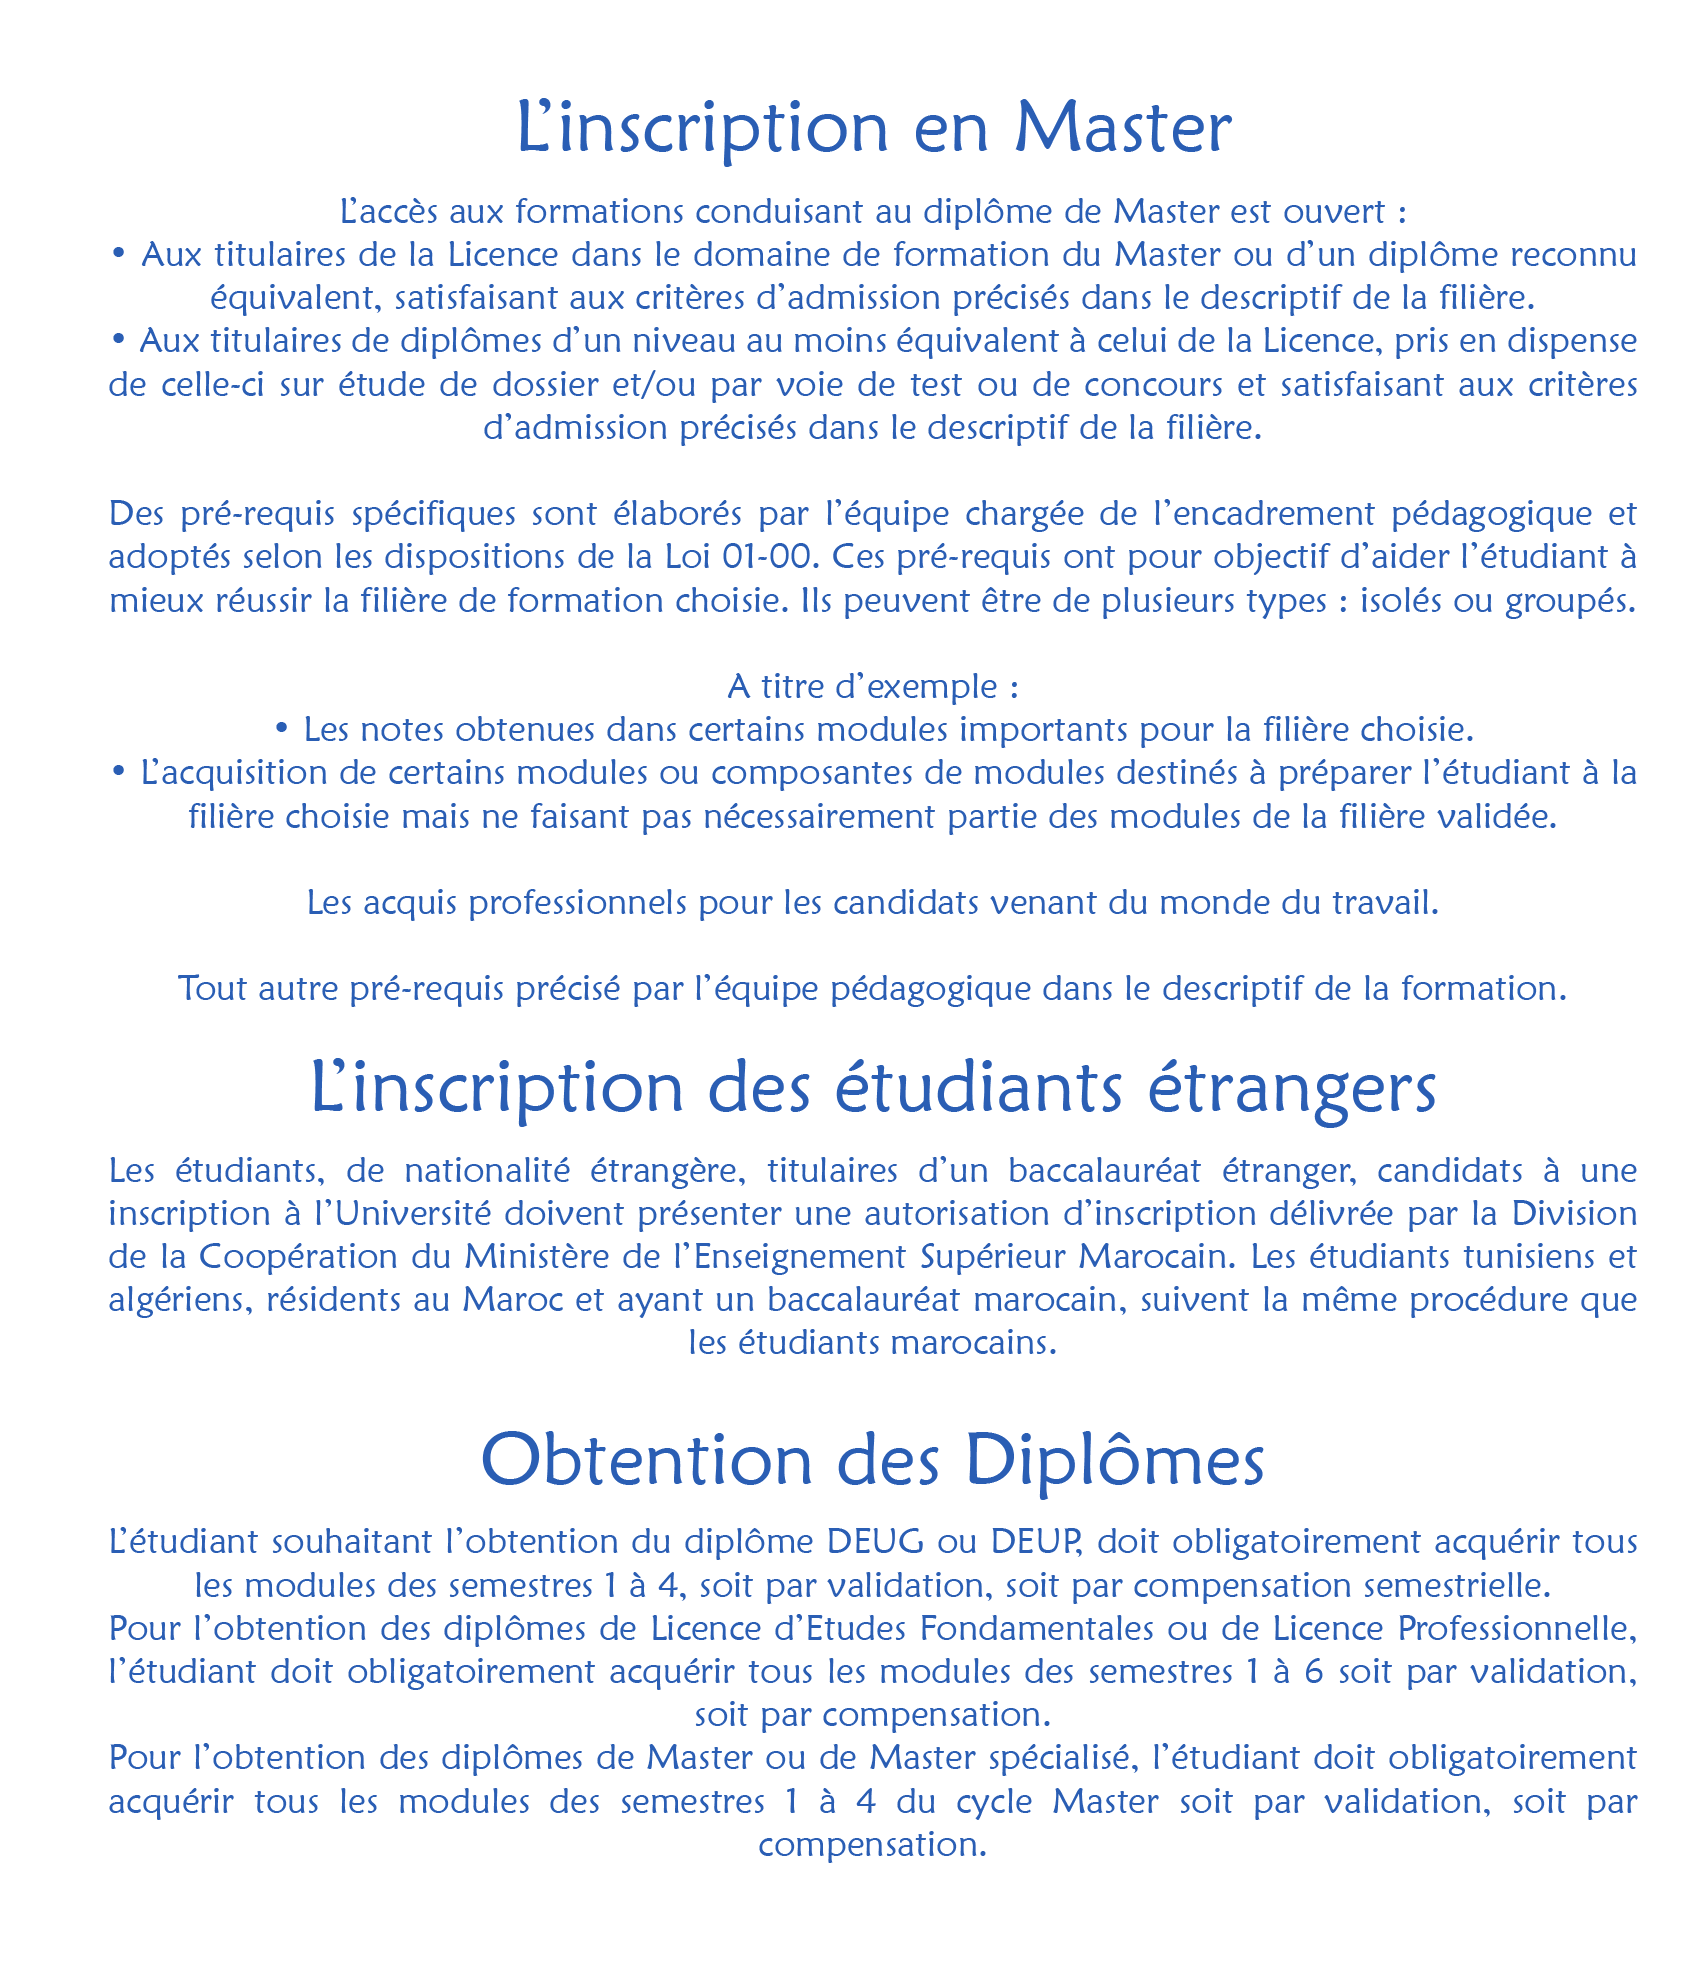 L’inscription en Master
L’accès aux formations conduisant au diplôme de Master est ouvert :
• Aux titulaires de la Licence dans le domaine de formation du Master ou d’un diplôme reconnu
équivalent, satisfaisant aux critères d’admission précisés dans le descriptif de la filière.
• Aux titulaires de diplômes d’un niveau au moins équivalent à celui de la Licence, pris en dispense
de celle-ci sur étude de dossier et/ou par voie de test ou de concours et satisfaisant aux critères
d’admission précisés dans le descriptif de la filière.
Des pré-requis spécifiques sont élaborés par l’équipe chargée de l’encadrement pédagogique et
adoptés selon les dispositions de la Loi 01-00. Ces pré-requis ont pour objectif d’aider l’étudiant à
mieux réussir la filière de formation choisie. Ils peuvent être de plusieurs types : isolés ou groupés.
A titre d’exemple :
• Les notes obtenues dans certains modules importants pour la filière choisie.
• L’acquisition de certains modules ou composantes de modules destinés à préparer l’étudiant à la
filière choisie mais ne faisant pas nécessairement partie des modules de la filière validée.
Les acquis professionnels pour les candidats venant du monde du travail.
Tout autre pré-requis précisé par l’équipe pédagogique dans le descriptif de la formation.
L’inscription des étudiants étrangers
Les étudiants, de nationalité étrangère, titulaires d’un baccalauréat étranger, candidats à une
inscription à l’Université doivent présenter une autorisation d’inscription délivrée par la Division
de la Coopération du Ministère de l’Enseignement Supérieur Marocain. Les étudiants tunisiens et
algériens, résidents au Maroc et ayant un baccalauréat marocain, suivent la même procédure que
les étudiants marocains.
Obtention des Diplômes
L’étudiant souhaitant l’obtention du diplôme DEUG ou DEUP, doit obligatoirement acquérir tous
les modules des semestres 1 à 4, soit par validation, soit par compensation semestrielle.
Pour l’obtention des diplômes de Licence d’Etudes Fondamentales ou de Licence Professionnelle,
l’étudiant doit obligatoirement acquérir tous les modules des semestres 1 à 6 soit par validation,
soit par compensation.
Pour l’obtention des diplômes de Master ou de Master spécialisé, l’étudiant doit obligatoirement
acquérir tous les modules des semestres 1 à 4 du cycle Master soit par validation, soit par
compensation.